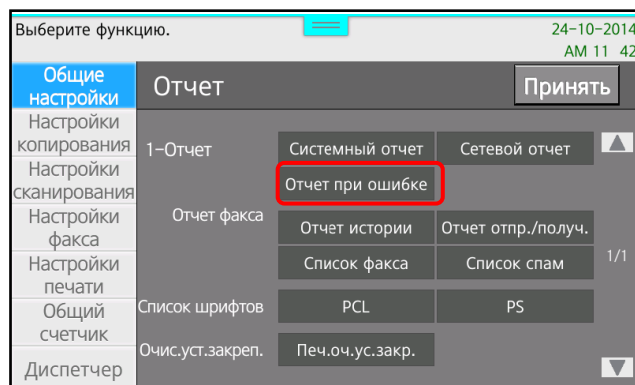 Выберите функцию.
24-10-2014
AM 11 42
Общие
настройки
Отчет
Принять
Настройки
копирования
1-Отчет
Системный отчет
Сетевой отчет
Настройки
сканирования
Отчет при ошибке
Настройки
факса
Отчет факса
Отчет истории
Отчет отпр./получ.
Настройки
печати
Список факса
Список спам
1/1
Общий
счетчик
Список шрифтов
PCL
PS
Очис.уст.закреп.
Печ.оч.ус.закр.
Диспетчер